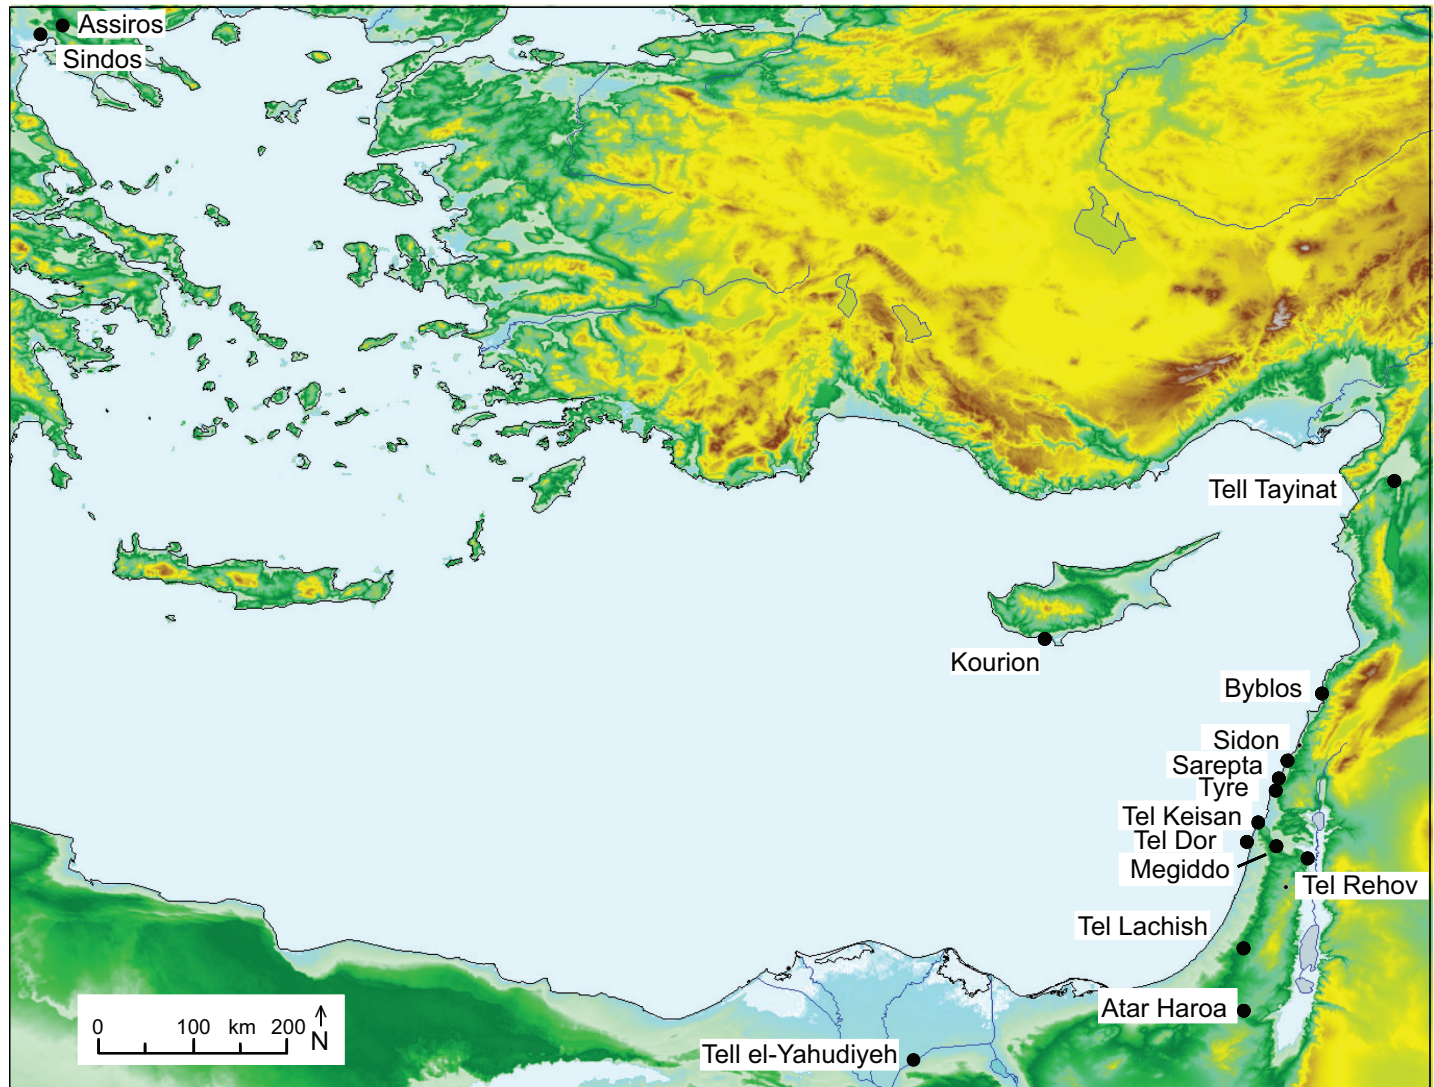 Assiros
Sindos
Tell Tayinat
Kourion
Byblos
Sidon
Sarepta
Tyre
Tel Keisan
Tel Dor
Megiddo
Tel Rehov
Tel Lachish
Atar Haroa
Tell el-Yahudiyeh
0 100 km 200 N